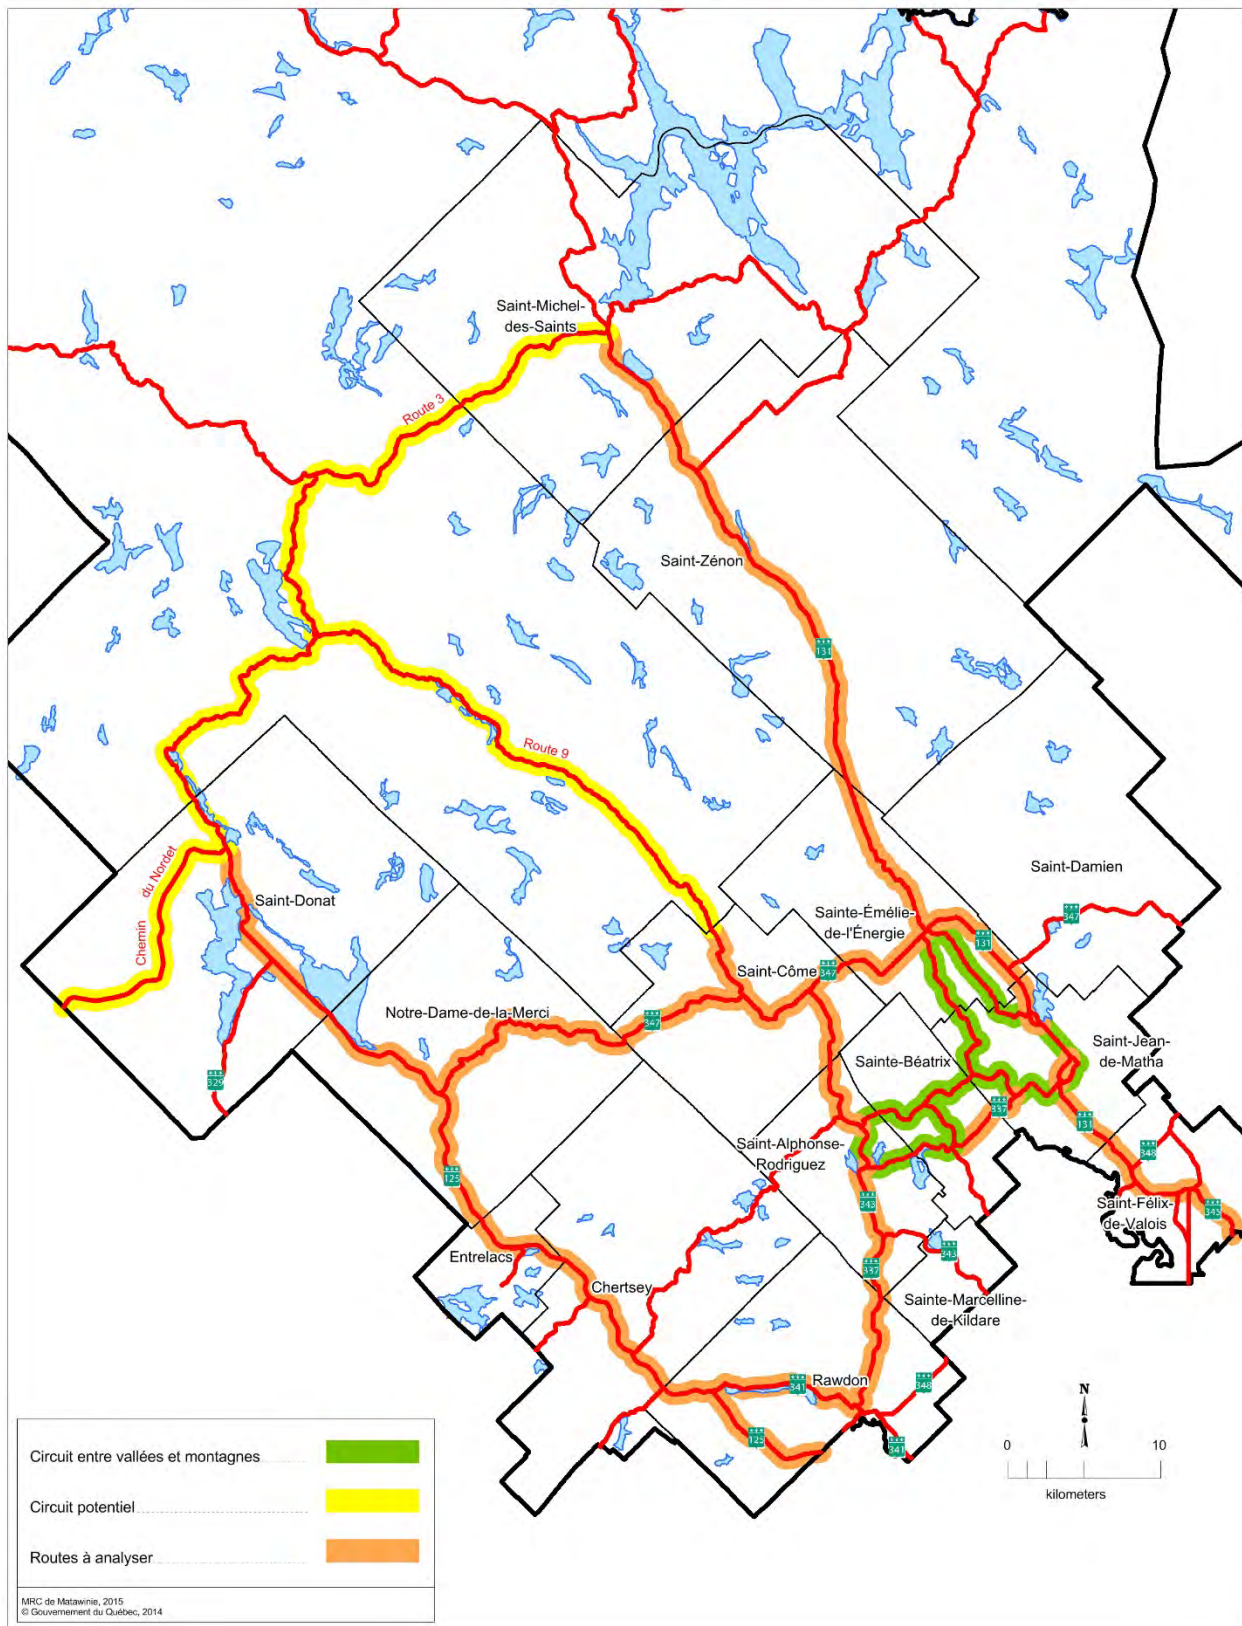 Saint-Michel-
des-Saints
Route 3
Saint-Zénon
131
Route 9
Saint-Damien
347
du Nordet
Chemin
Saint-Donat
Sainte-Émélie-
de-l'Énergie
131
Saint-Côme
347
Notre-Dame-de-la-Merci
347
Saint-Jean-
de-Matha
Sainte-Béatrix
329
337
131
Saint-Alphonse-
Rodriguez
348
125
343
Saint-Félix-
de-Valois
345
Entrelacs
343
337
Chertsey
Sainte-Marcelline-
de-Kildare
Rawdon
341
348
125
341
N
0 10
kilometers
Circuit entre vallées et montagnes
Circuit potentiel
Routes à analyser
MRC de Matawinie, 2015
© Gouvernement du Québec, 2014